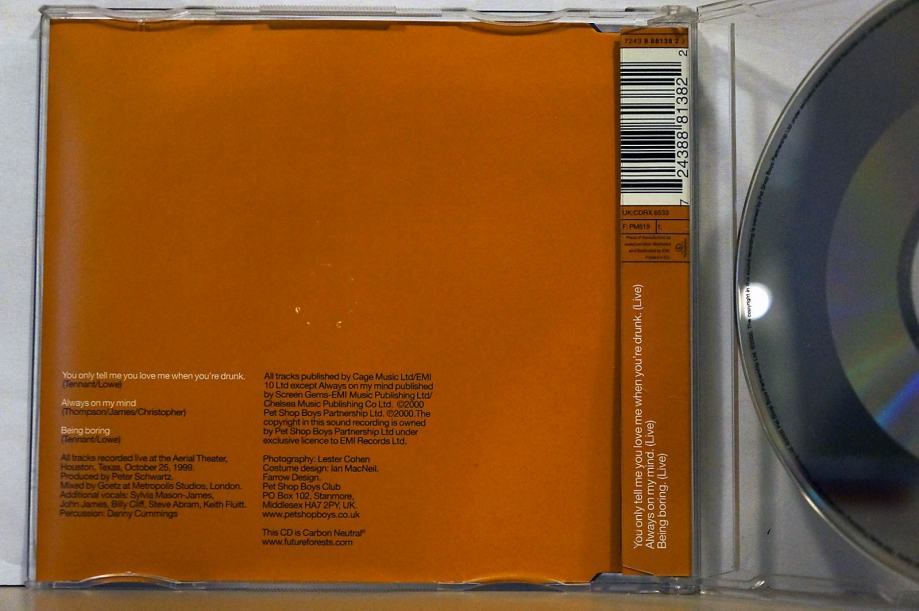 You only tell me you love me when you're drunk.
(Tennant/Lowe)
Always on my mind
(Thompson/James/Christopher)
Being boring
(Tennant/Lowe)
All tracks recorded live at the Aerial Theater,
Houston, Texas, October 25, 1999.
Produced by Peter Schwartz.
Mixed by Goetz at Metropolis Studios, London.
Additional vocals: Sylvia Mason-James,
John James, Billy Cliff, Steve Abram, Keith Fluitt.
Percussion: Danny Cummings
All tracks published by Cage Music Ltd/EMI
10 Ltd except Always on my mind published
by Screen Gems-EMI Music Publishing Ltd/
Chelsea Music Publishing Co Ltd. ©2000
Pet Shop Boys Partnership Ltd. ℗2000.The
copyright in this sound recording is owned
by Pet Shop Boys Partnership Ltd under
exclusive licence to EMI Records Ltd.
Photography: Lester Cohen
Costume design: Ian MacNeil.
Farrow Design.
Pet Shop Boys Club
PO Box 102, Stanmore,
Middlesex HA7 2PY, UK.
www.petshopboys.co.uk
This CD is Carbon Neutral®
www.futureforests.com
7243 8 88138 2
7 24388 81382 2
UK:CDRX 6533
F: PM519
You only tell me you love me when you're drunk. (Live)
Always on my mind. (Live)
Being boring. (Live)